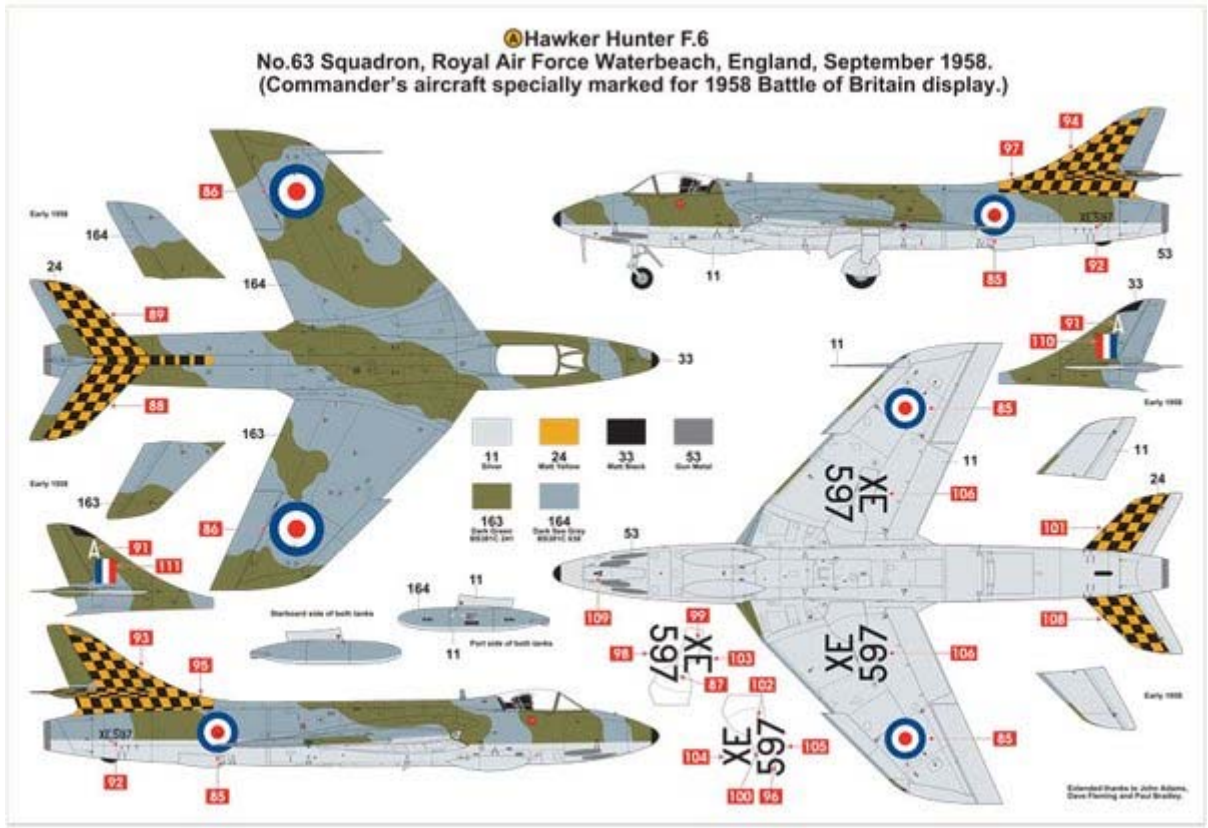 A Hawker Hunter F.6
No.63 Squadron, Royal Air Force Waterbeach, England, September 1958.
(Commander's aircraft specially marked for 1958 Battle of Britain display.)
94
97
86
Early 1958
164
XE597
24
11
85
92
53
164
89
33
33
91
A
110
11
88
163
85
Early 1958
11 Silver
24 Matt Yellow
33 Matt Black
53 Gun Metal
11
11
Early 1958
163
XE
597
106
24
86
163 Dark Green BS381C 241
164 Dark Sea Grey BS381C 638
101
A
91
111
53
11
164
Starboard side of both tanks
11
Port side of both tanks
109
99
XE
597
98
103
87
108
XE
597
106
93
95
102
Early 1958
XE597
XE
597
85
104
105
92
85
100
96
Extended thanks to John Adams,
Dave Fleming and Paul Bradley.